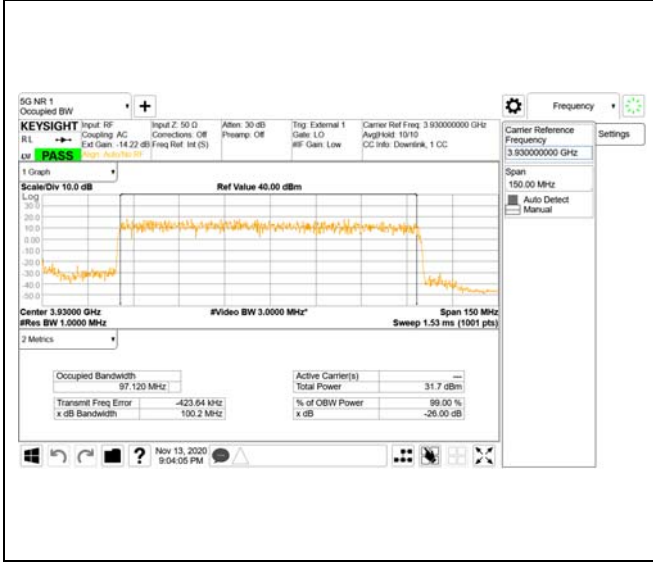 5G NR 1
Occupied BW
Frequency
KEYSIGHT
Input: RF
Input Z: 50 Ω
Atten: 30 dB
Trig: External 1
Carrier Ref Freq: 3.930000000 GHz
RL
Coupling: AC
Corrections: Off
Preamp: Off
Gate: LO
Avg|Hold: 10/10
Ext Gain: -14.22 dB
Freq Ref: Int (S)
#IF Gain: Low
CC Info: Downlink, 1 CC
PASS
Align: Auto/No RF
Carrier Reference
Frequency
3.930000000 GHz
Settings
Span
150.00 MHz
Auto Detect
Manual
1 Graph
Scale/Div 10.0 dB
Ref Value 40.00 dBm
Log
30.0
20.0
10.0
0.00
-10.0
-20.0
-30.0
-40.0
-50.0
Center 3.93000 GHz
#Video BW 3.0000 MHz*
Span 150 MHz
#Res BW 1.0000 MHz
Sweep 1.53 ms (1001 pts)
2 Metrics
Occupied Bandwidth
97.120 MHz
Active Carrier(s)
---
Total Power
31.7 dBm
Transmit Freq Error
-423.64 kHz
% of OBW Power
99.00 %
x dB Bandwidth
100.2 MHz
x dB
-26.00 dB
?
Nov 13, 2020
9:04:05 PM